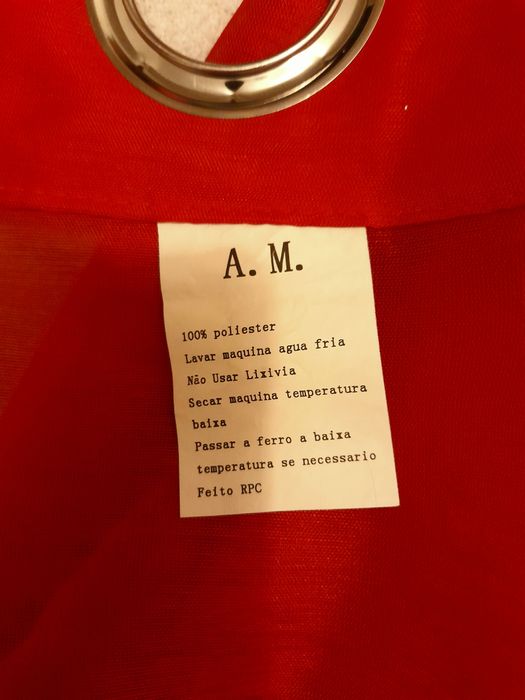 A. M.
100% poliester
Lavar maquina agua fria
Não Usar Lixivia
Secar maquina temperatura
baixa
Passar a ferro a baixa
temperatura se necessario
Feito RPC